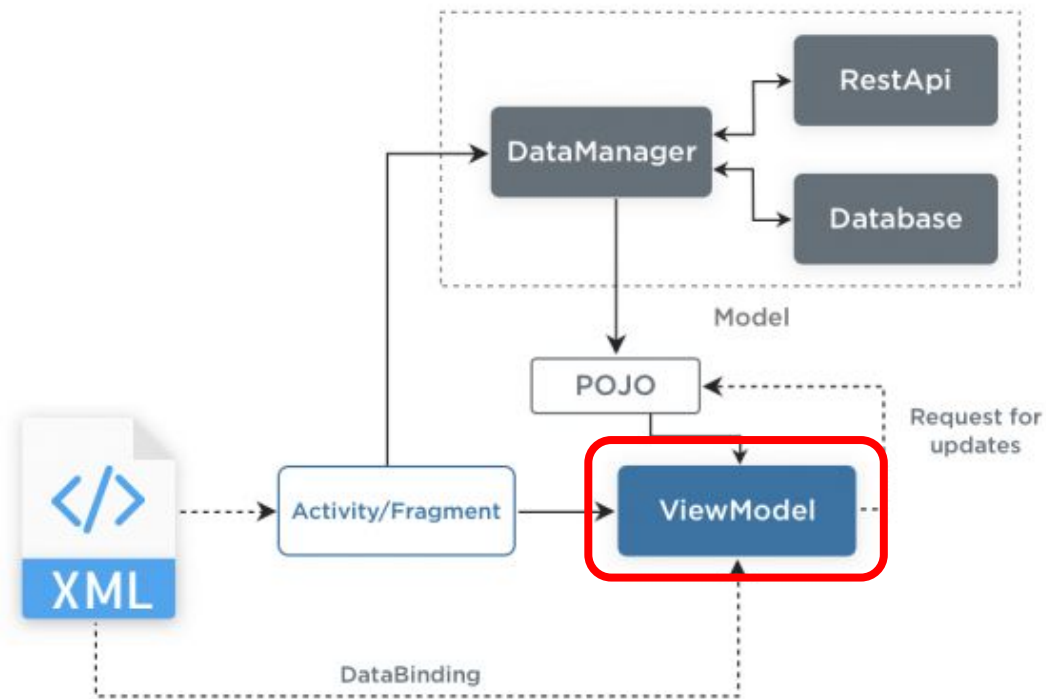 RestApi
DataManager
Database
Model
POJO
Request for
updates
</>
Activity/Fragment
ViewModel
XML
DataBinding